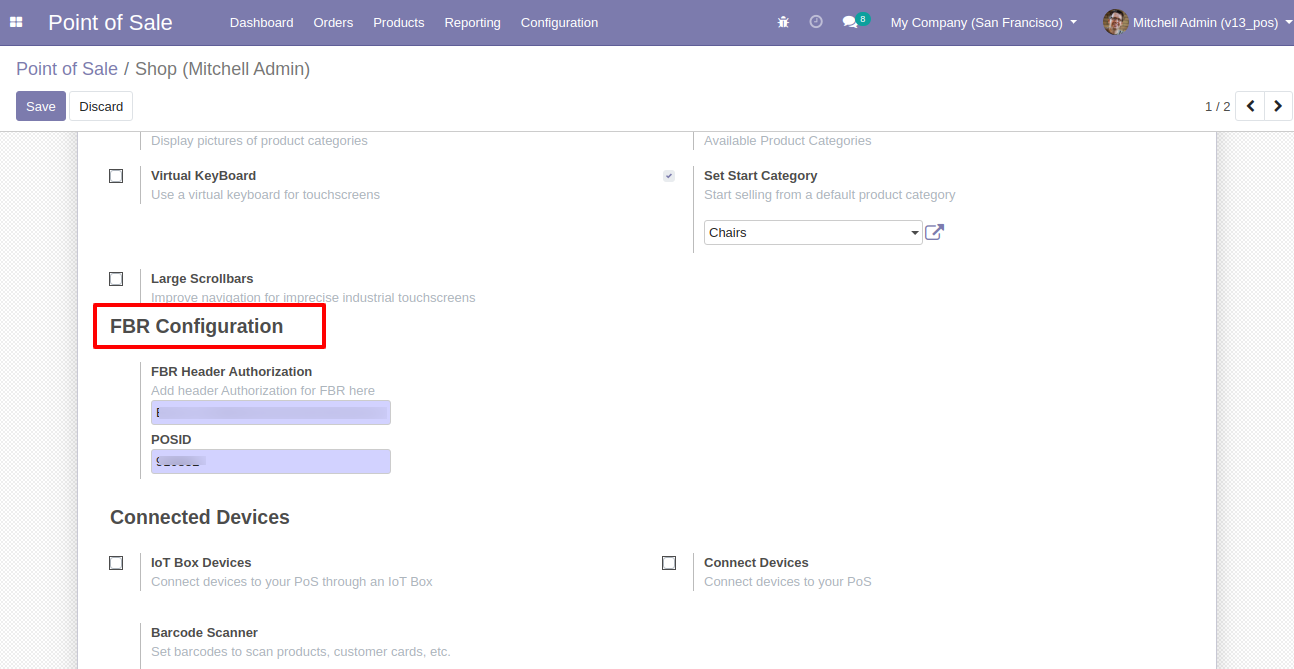 Point of Sale Dashboard Orders Products Reporting Configuration 8 My Company (San Francisco) Mitchell Admin (v13_pos)
Point of Sale / Shop (Mitchell Admin)
Save Discard 1 / 2
Display pictures of product categories
Available Product Categories
Virtual KeyBoard
Use a virtual keyboard for touchscreens
Set Start Category
Start selling from a default product category
Chairs
Large Scrollbars
Improve navigation for imprecise industrial touchscreens
FBR Configuration
FBR Header Authorization
Add header Authorization for FBR here
POSID
Connected Devices
IoT Box Devices
Connect devices to your PoS through an IoT Box
Connect Devices
Connect devices to your PoS
Barcode Scanner
Set barcodes to scan products, customer cards, etc.